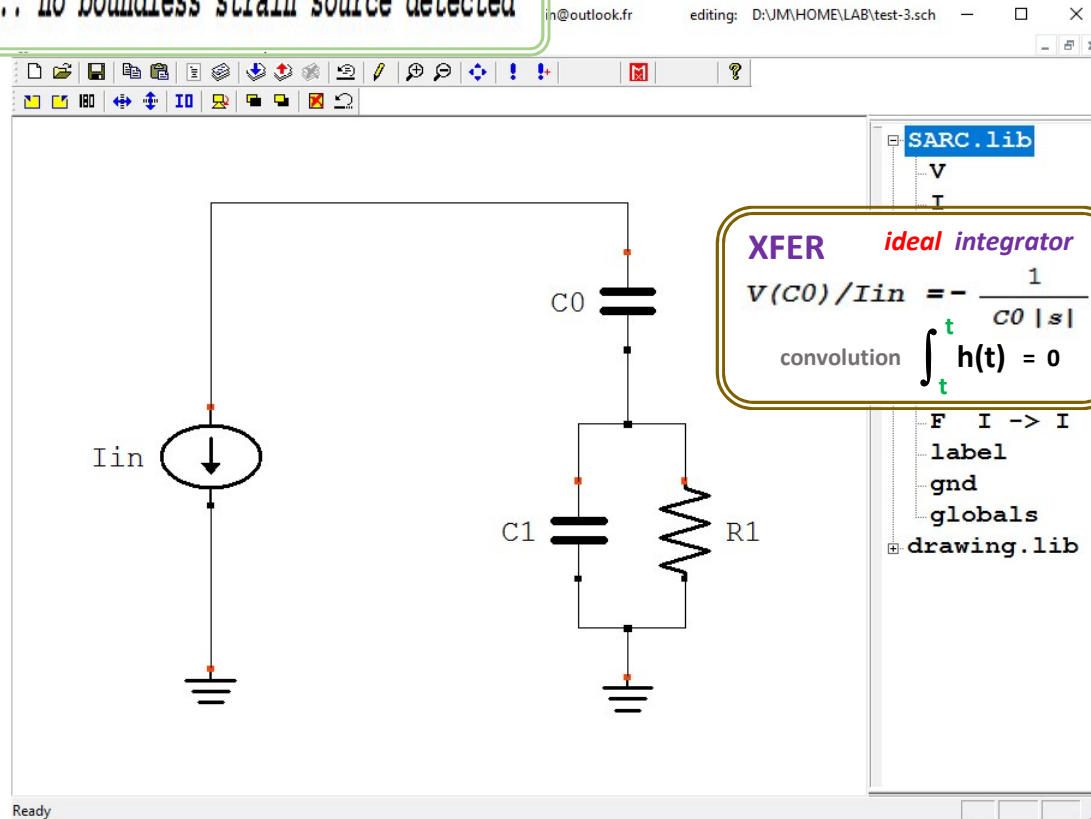 .. no boundless strain source detected
in@outlook.fr editing: D:\JM\HOME\LAB\test-3.sch
SARC.lib
V
I
XFER ideal integrator
V(C0)/Iin = - 1 / C0 |s|
convolution ∫ t t h(t) = 0
F I -> I
label
gnd
globals
drawing.lib
C0
Iin
C1
R1
Ready